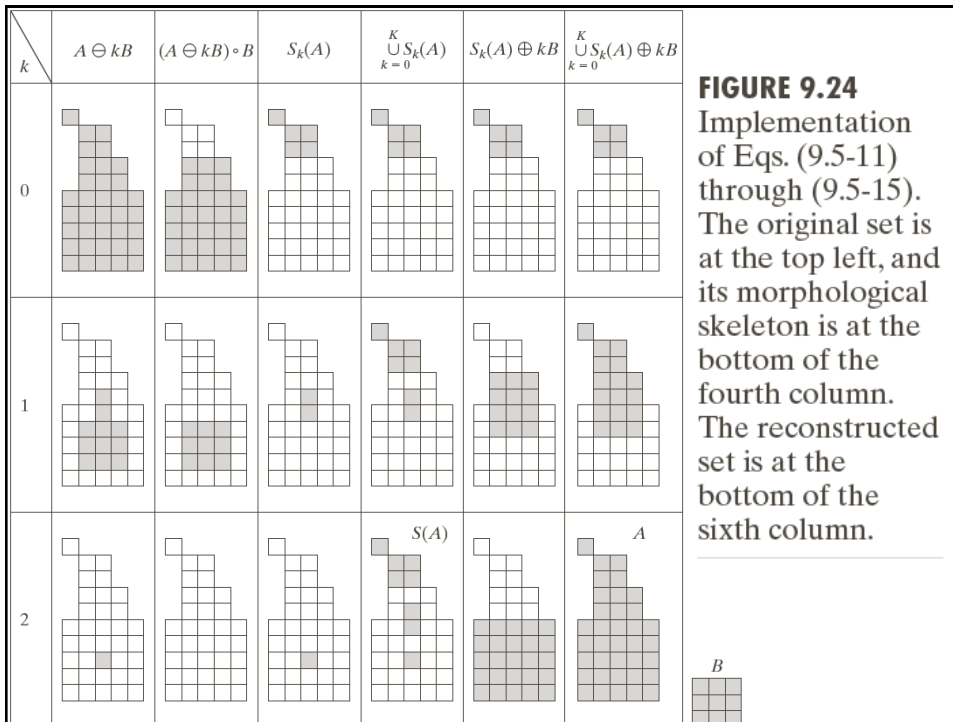 k
A ⊖ kB
(A ⊖ kB) ∘ B
S_k(A)
K
∪ S_k(A)
k = 0
S_k(A) ⊕ kB
K
∪ S_k(A) ⊕ kB
k = 0
0
1
2
S(A)
A
FIGURE 9.24
Implementation
of Eqs. (9.5-11)
through (9.5-15).
The original set is
at the top left, and
its morphological
skeleton is at the
bottom of the
fourth column.
The reconstructed
set is at the
bottom of the
sixth column.
B